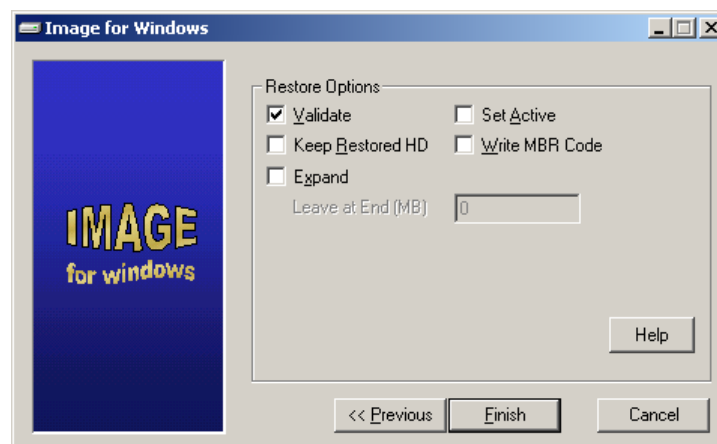 Image for Windows
IMAGE
for windows
Restore Options
Validate
Set Active
Keep Restored HD
Write MBR Code
Expand
Leave at End (MB)
0
Help
<< Previous
Finish
Cancel